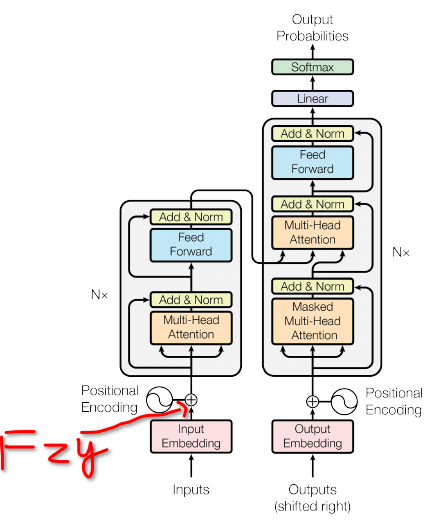 Output
Probabilities
Softmax
Linear
Add & Norm
Feed
Forward
Add & Norm
Multi-Head
Attention
Nx
Add & Norm
Masked
Multi-Head
Attention
Add & Norm
Feed
Forward
Nx
Add & Norm
Multi-Head
Attention
Positional
Encoding
Positional
Encoding
Input
Embedding
Output
Embedding
Inputs
Outputs
(shifted right)